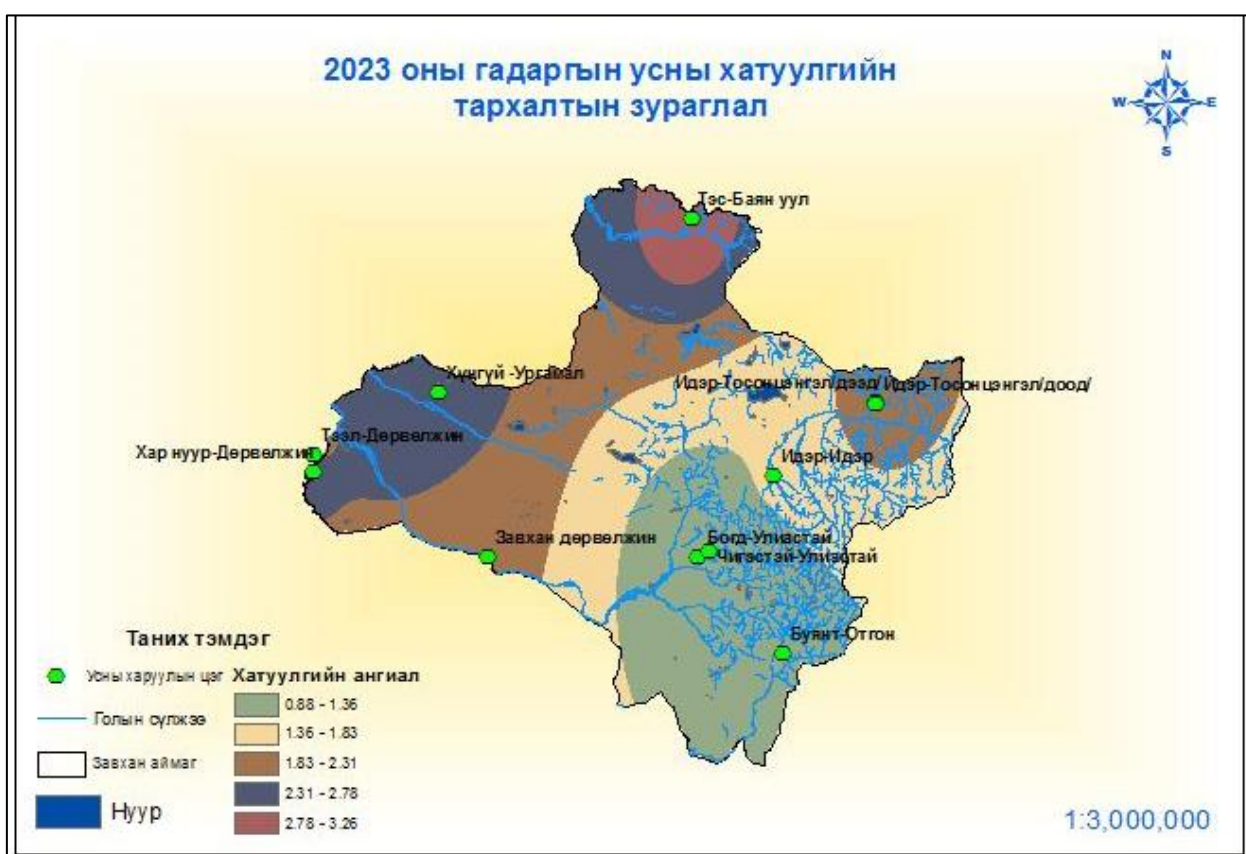 2023 оны гадаргын усны хатуулгийн
тархалтын зураглал
N
W
E
S
Тэс-Баян уул
Хүнгүй -Ургамал
Идэр-Тосонцэнгэл/дээд/
Идэр-Тосонцэнгэл/доод/
Тээл-Дөрвөлжин
Хар нуур-Дөрвөлжин
Идэр-Идэр
Завхан дөрвөлжин
Богд-Улиастай
Чигэстэй-Улиастай
Буянт-Отгон
Таних тэмдэг
Усны харуулын цэг
Голын сүлжээ
Завхан аймаг
Нуур
Хатуулгийн ангиал
0.88 - 1.36
1.36 - 1.83
1.83 - 2.31
2.31 - 2.78
2.78 - 3.26
1:3,000,000